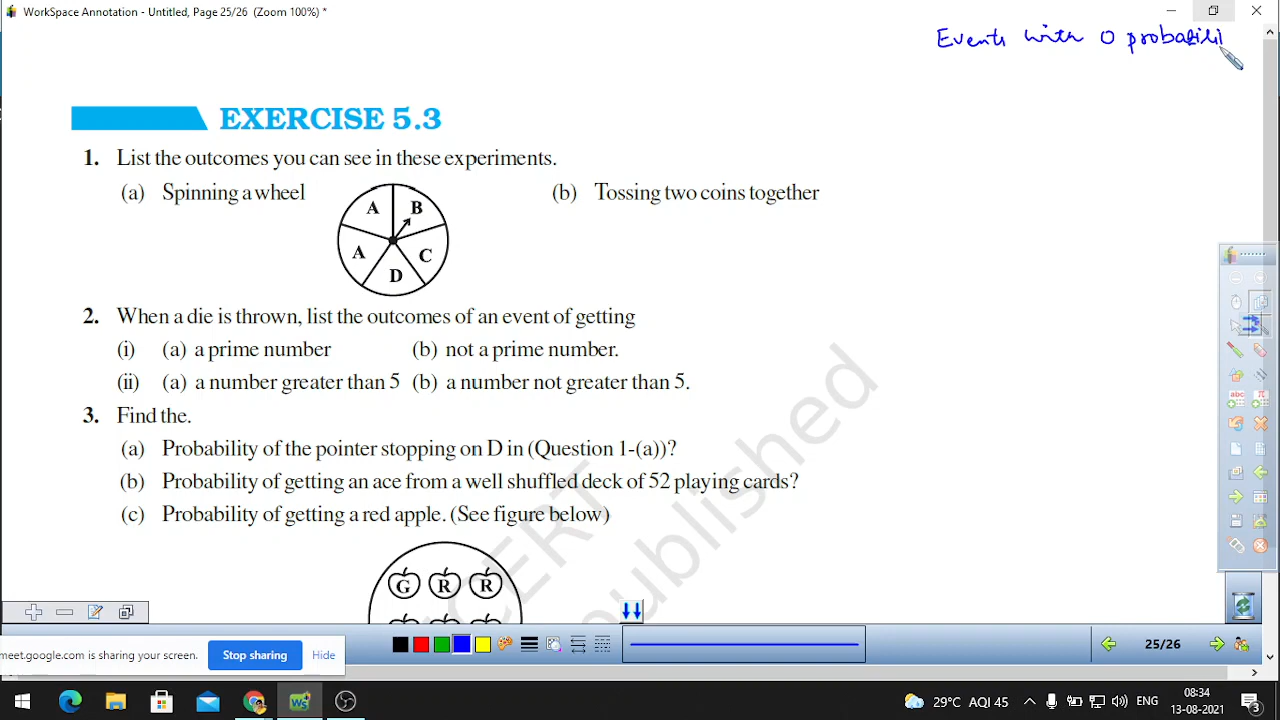 WorkSpace Annotation - Untitled, Page 25/26 (Zoom 100%) *
Events with 0 probabili
EXERCISE 5.3
1. List the outcomes you can see in these experiments.
(a) Spinning a wheel (b) Tossing two coins together
A B
A C
D
2. When a die is thrown, list the outcomes of an event of getting
(i) (a) a prime number (b) not a prime number.
(ii) (a) a number greater than 5 (b) a number not greater than 5.
3. Find the.
(a) Probability of the pointer stopping on D in (Question 1-(a))?
(b) Probability of getting an ace from a well shuffled deck of 52 playing cards?
(c) Probability of getting a red apple. (See figure below)
G R R
published
abc
π
25/26
meet.google.com is sharing your screen. Stop sharing Hide
29°C AQI 45 ENG 08:34
13-08-2021
3